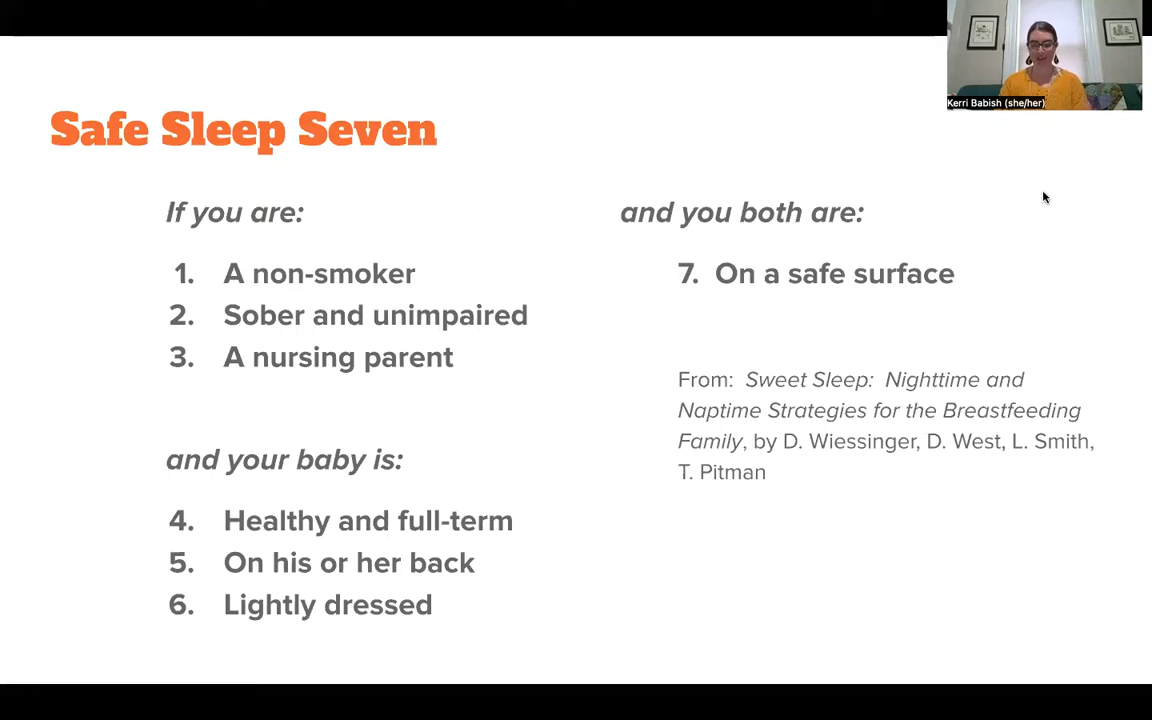 Kerri Babish (she/her)
Safe Sleep Seven
If you are:
1. A non-smoker
2. Sober and unimpaired
3. A nursing parent
and your baby is:
4. Healthy and full-term
5. On his or her back
6. Lightly dressed
and you both are:
7. On a safe surface
From: Sweet Sleep: Nighttime and
Naptime Strategies for the Breastfeeding
Family, by D. Wiessinger, D. West, L. Smith,
T. Pitman